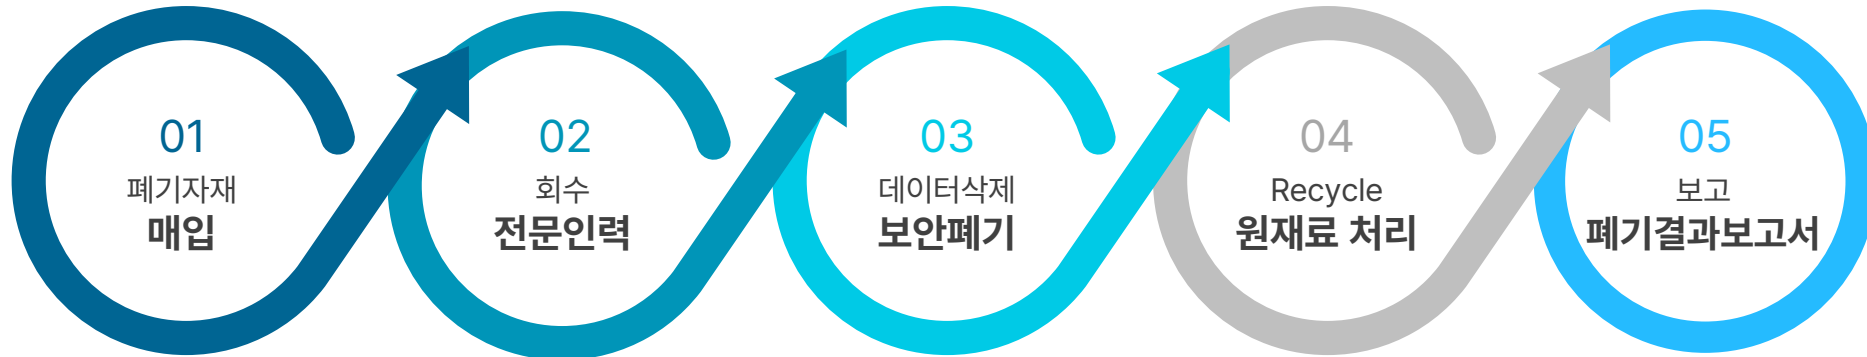 01
폐기자재
매입
02
회수
전문인력
03
데이터삭제
보안폐기
04
Recycle
원재료 처리
05
보고
폐기결과보고서